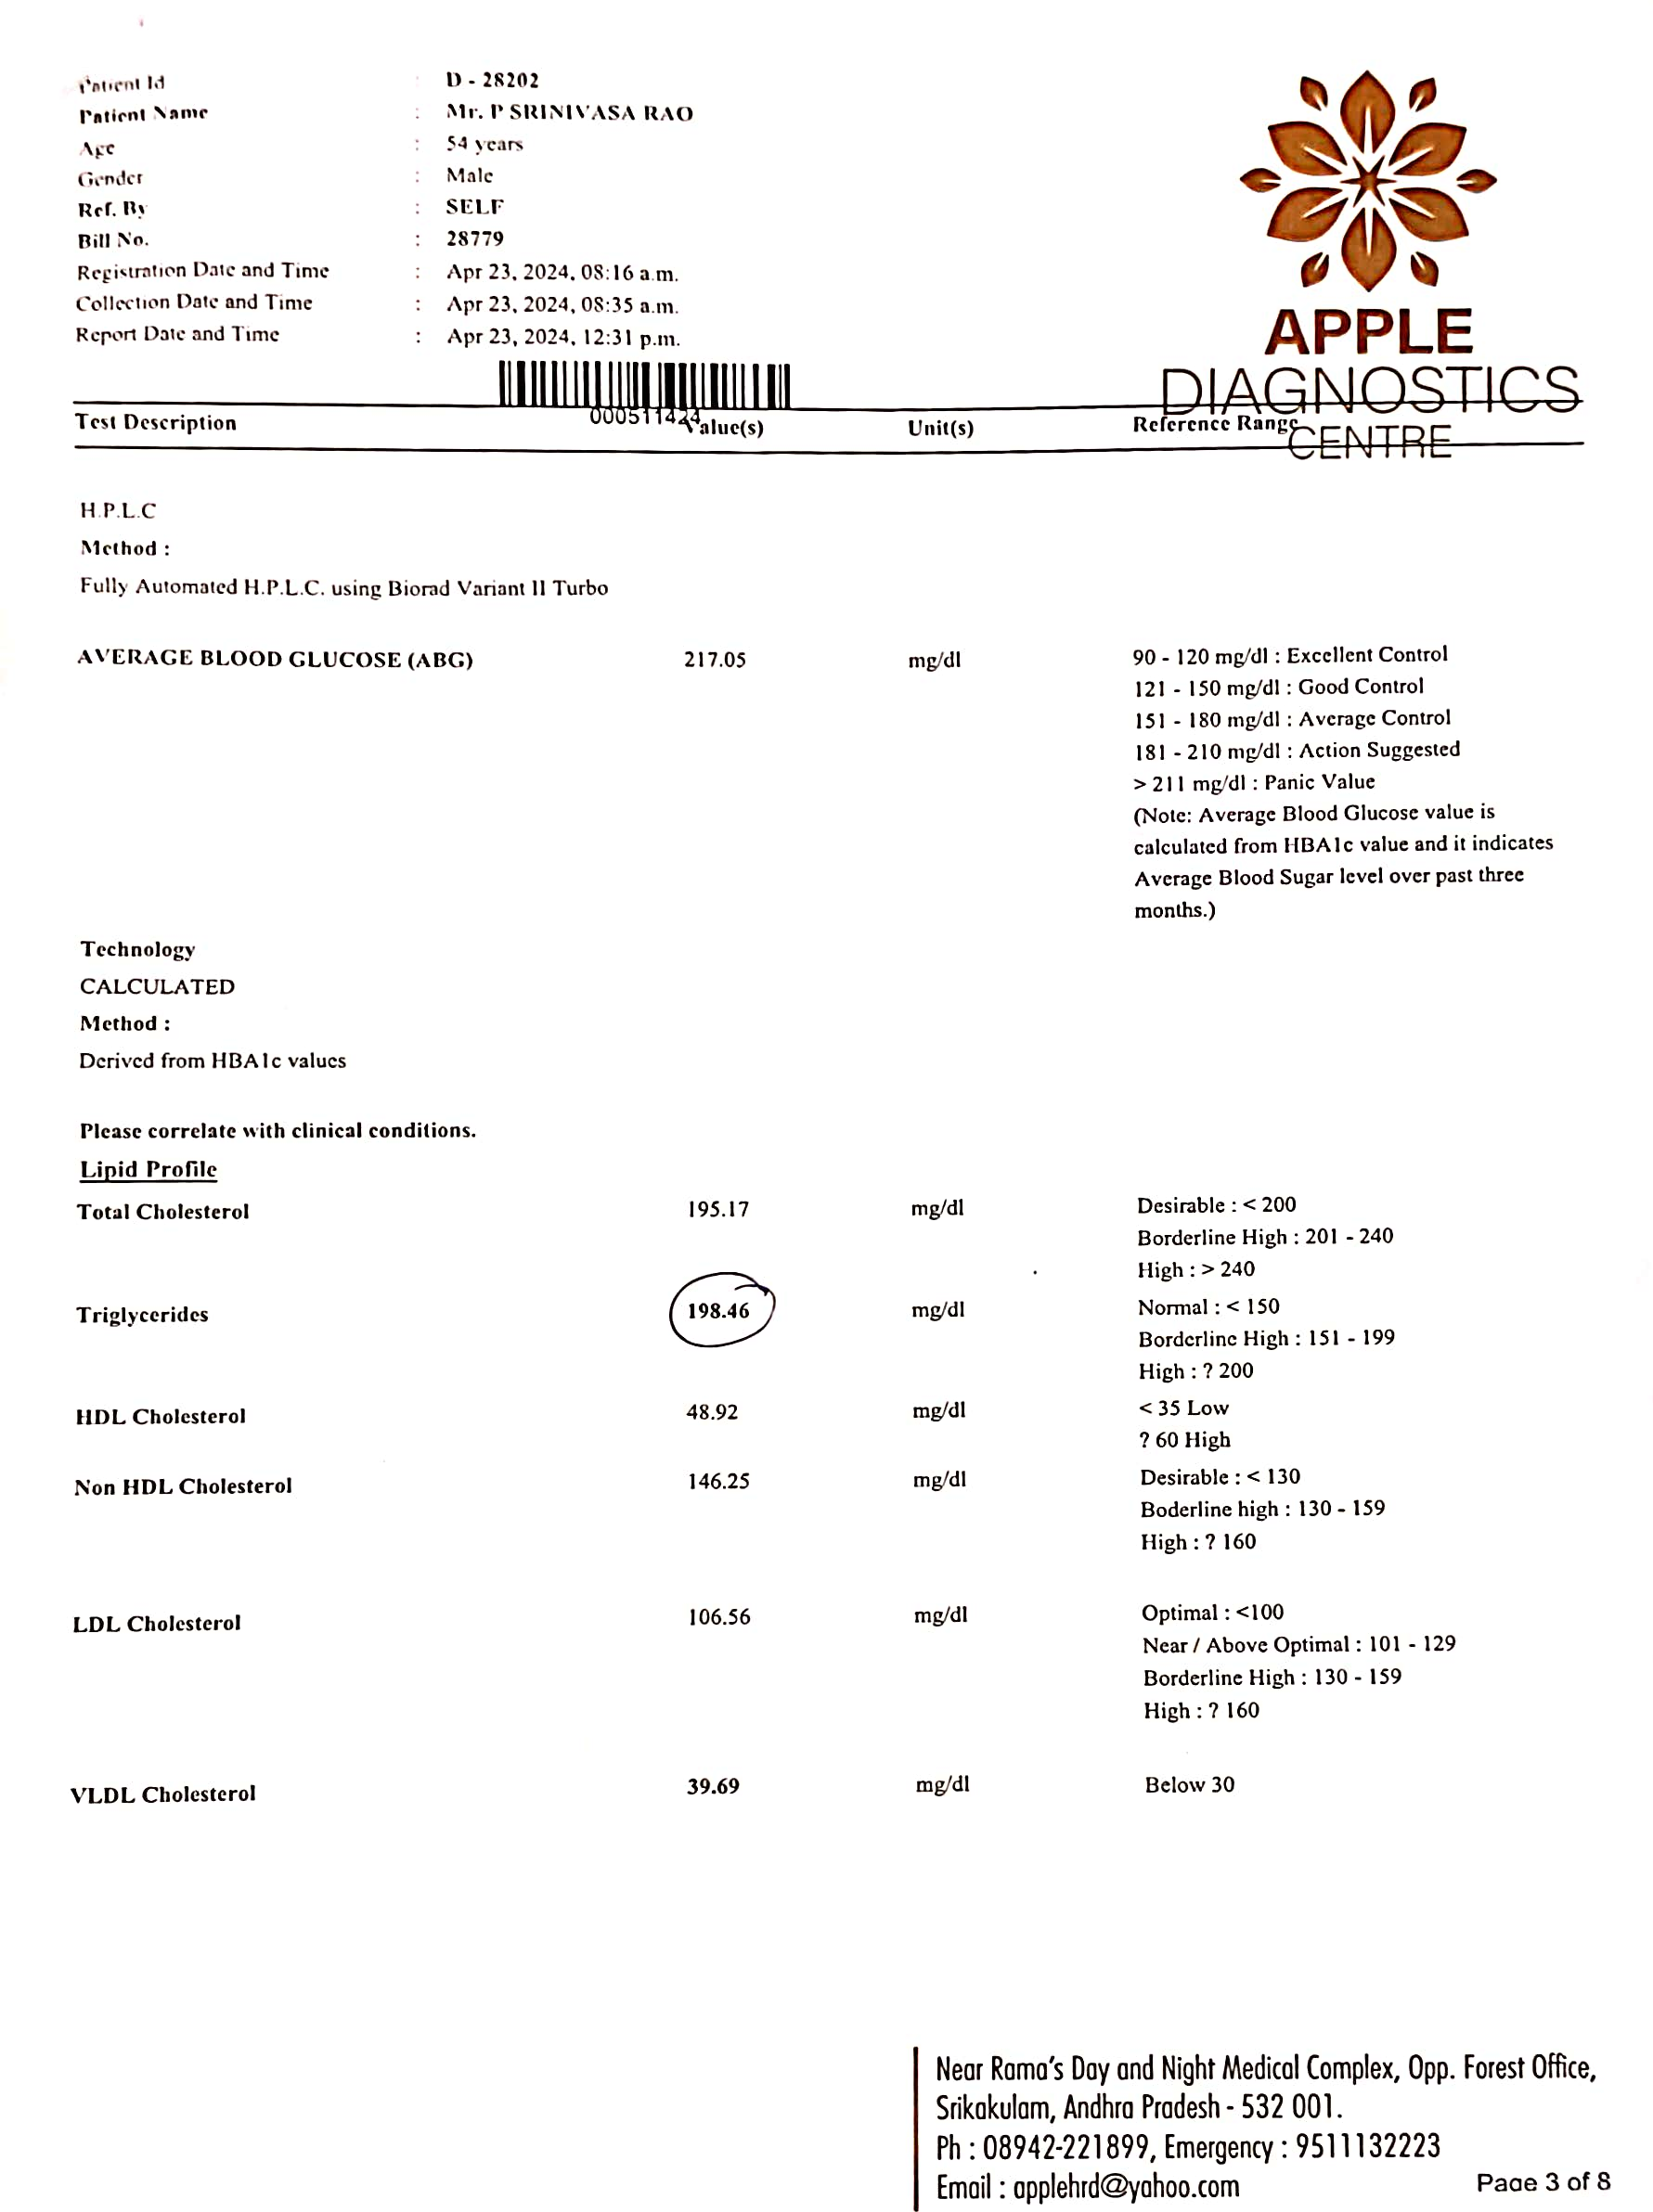 Patient Id : D - 28202
Patient Name : Mr. P SRINIVASA RAO
Age : 54 years
Gender : Male
Ref. By : SELF
Bill No. : 28779
Registration Date and Time : Apr 23, 2024, 08:16 a.m.
Collection Date and Time : Apr 23, 2024, 08:35 a.m.
Report Date and Time : Apr 23, 2024, 12:31 p.m.
APPLE
DIAGNOSTICS
CENTRE
000511424
Test Description Value(s) Unit(s) Reference Range
H.P.L.C
Method :
Fully Automated H.P.L.C. using Biorad Variant II Turbo
AVERAGE BLOOD GLUCOSE (ABG) 217.05 mg/dl 90 - 120 mg/dl : Excellent Control
121 - 150 mg/dl : Good Control
151 - 180 mg/dl : Average Control
181 - 210 mg/dl : Action Suggested
> 211 mg/dl : Panic Value
(Note: Average Blood Glucose value is
calculated from HBA1c value and it indicates
Average Blood Sugar level over past three
months.)
Technology
CALCULATED
Method :
Derived from HBA1c values
Please correlate with clinical conditions.
Lipid Profile
Total Cholesterol 195.17 mg/dl Desirable : < 200
Borderline High : 201 - 240
High : > 240
Triglycerides 198.46 mg/dl Normal : < 150
Borderline High : 151 - 199
High : ? 200
HDL Cholesterol 48.92 mg/dl < 35 Low
? 60 High
Non HDL Cholesterol 146.25 mg/dl Desirable : < 130
Boderline high : 130 - 159
High : ? 160
LDL Cholesterol 106.56 mg/dl Optimal : <100
Near / Above Optimal : 101 - 129
Borderline High : 130 - 159
High : ? 160
VLDL Cholesterol 39.69 mg/dl Below 30
Near Rama's Day and Night Medical Complex, Opp. Forest Office,
Srikakulam, Andhra Pradesh - 532 001.
Ph : 08942-221899, Emergency : 9511132223
Email : applehrd@yahoo.com
Page 3 of 8